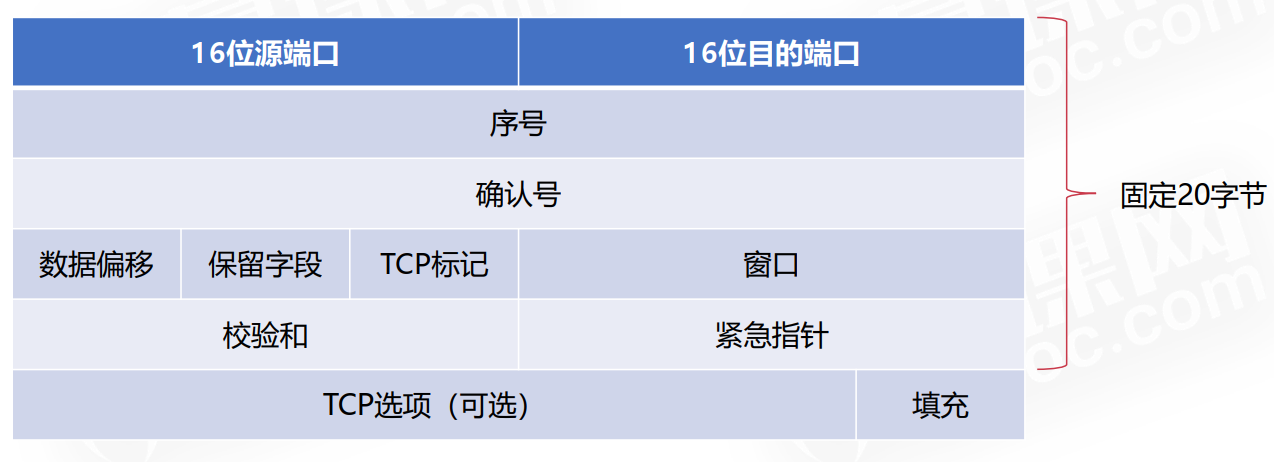 16位源端口 16位目的端口
序号
确认号
数据偏移 保留字段 TCP标记 窗口
固定20字节
校验和 紧急指针
TCP选项（可选） 填充